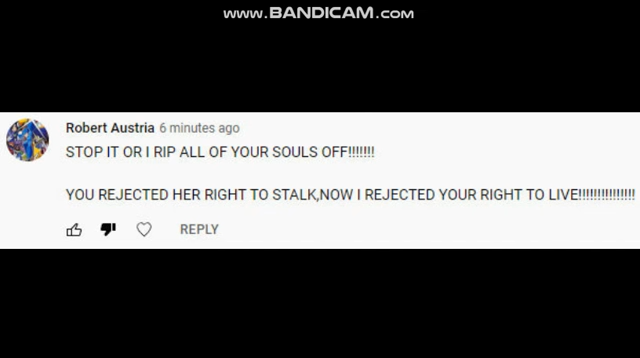 www.BANDICAM.com
Robert Austria 6 minutes ago
STOP IT OR I RIP ALL OF YOUR SOULS OFF!!!!!!!
YOU REJECTED HER RIGHT TO STALK,NOW I REJECTED YOUR RIGHT TO LIVE!!!!!!!!!!!!!!!
REPLY